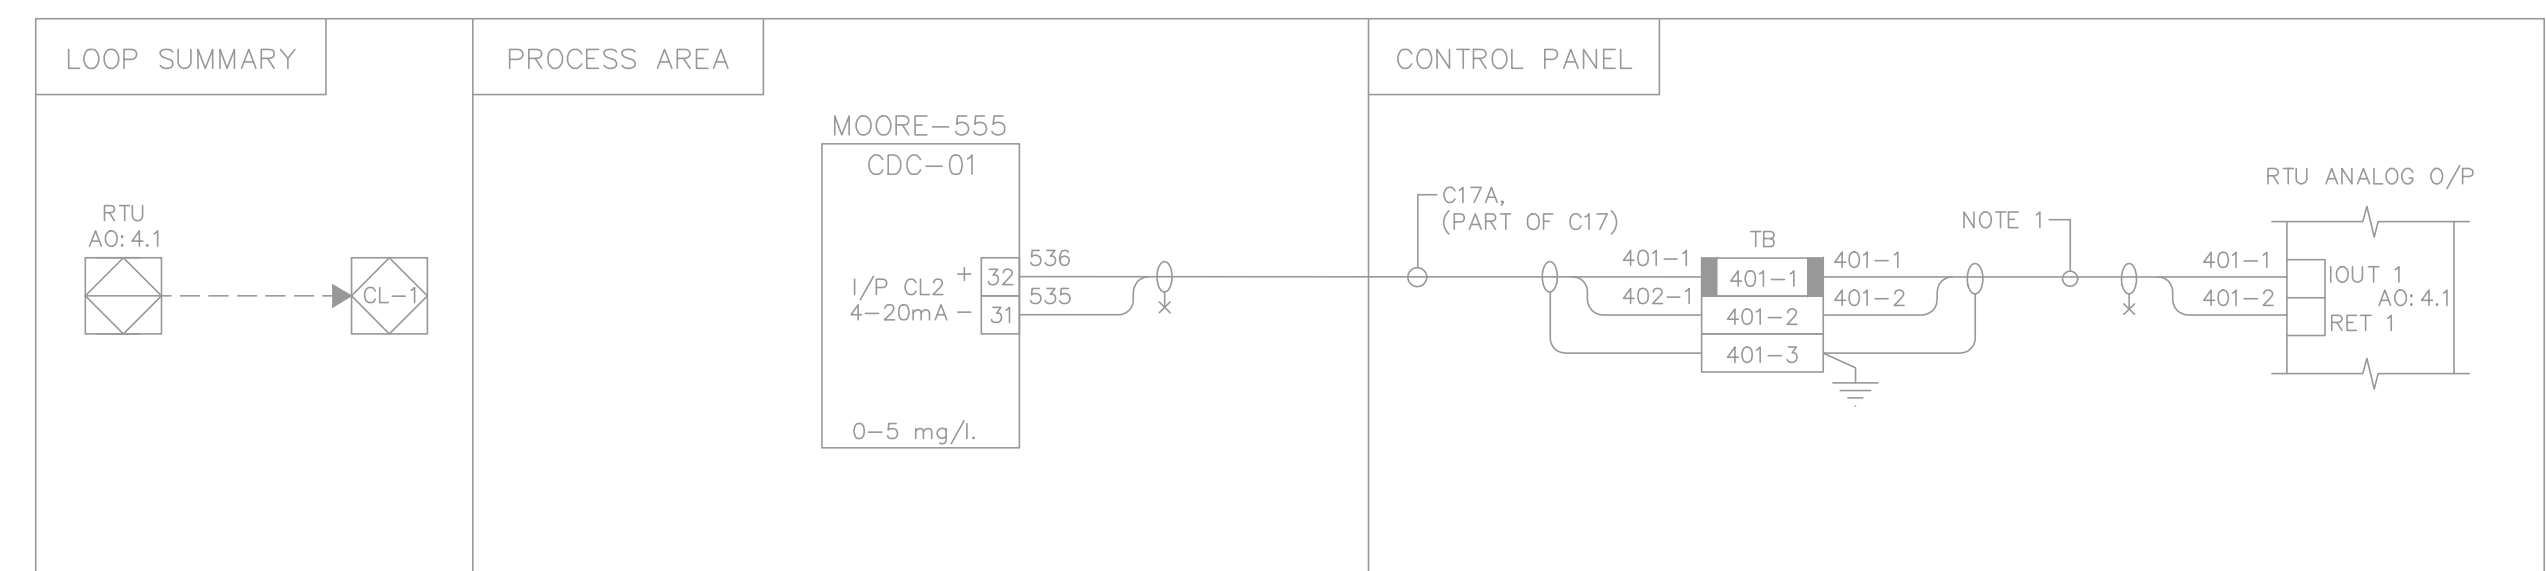 LOOP SUMMARY
PROCESS AREA
CONTROL PANEL
RTU
AO: 4.1
CL-1
MOORE-555
CDC-01
I/P CL2
4-20mA
+
-
32
31
536
535
0-5 mg/l.
C17A,
(PART OF C17)
401-1
402-1
TB
401-1
401-2
401-3
401-1
401-2
NOTE 1
RTU ANALOG O/P
401-1
401-2
IOUT 1
AO: 4.1
RET 1